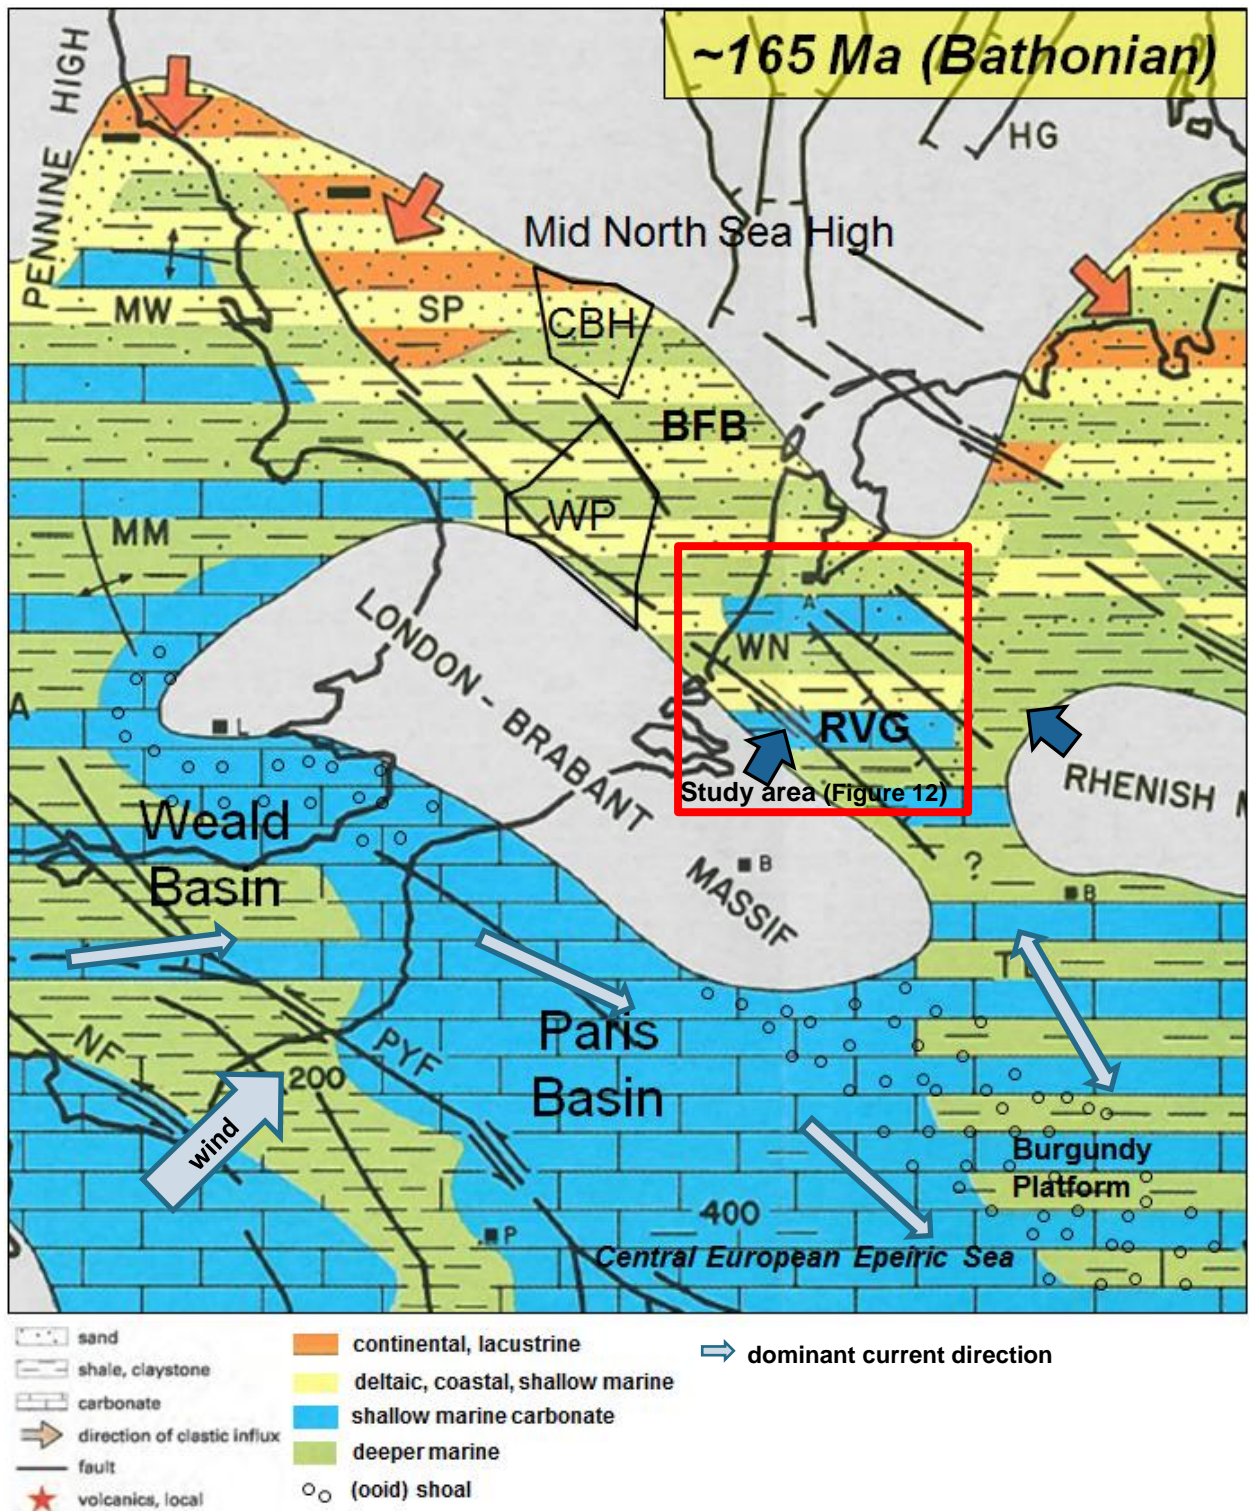 ~165 Ma (Bathonian)
PENNINE HIGH
HG
Mid North Sea High
MW
SP
CBH
BFB
WP
MM
A
WN
LONDON - BRABANT
MASSIF
A
L
RVG
Study area (Figure 12)
RHENISH M
Weald
Basin
B
?
B
NF
PYF
200
wind
Paris
Basin
Burgundy
Platform
P
400
Central European Epeiric Sea
sand
shale, claystone
carbonate
direction of clastic influx
fault
volcanics, local
continental, lacustrine
deltaic, coastal, shallow marine
shallow marine carbonate
deeper marine
(ooid) shoal
dominant current direction